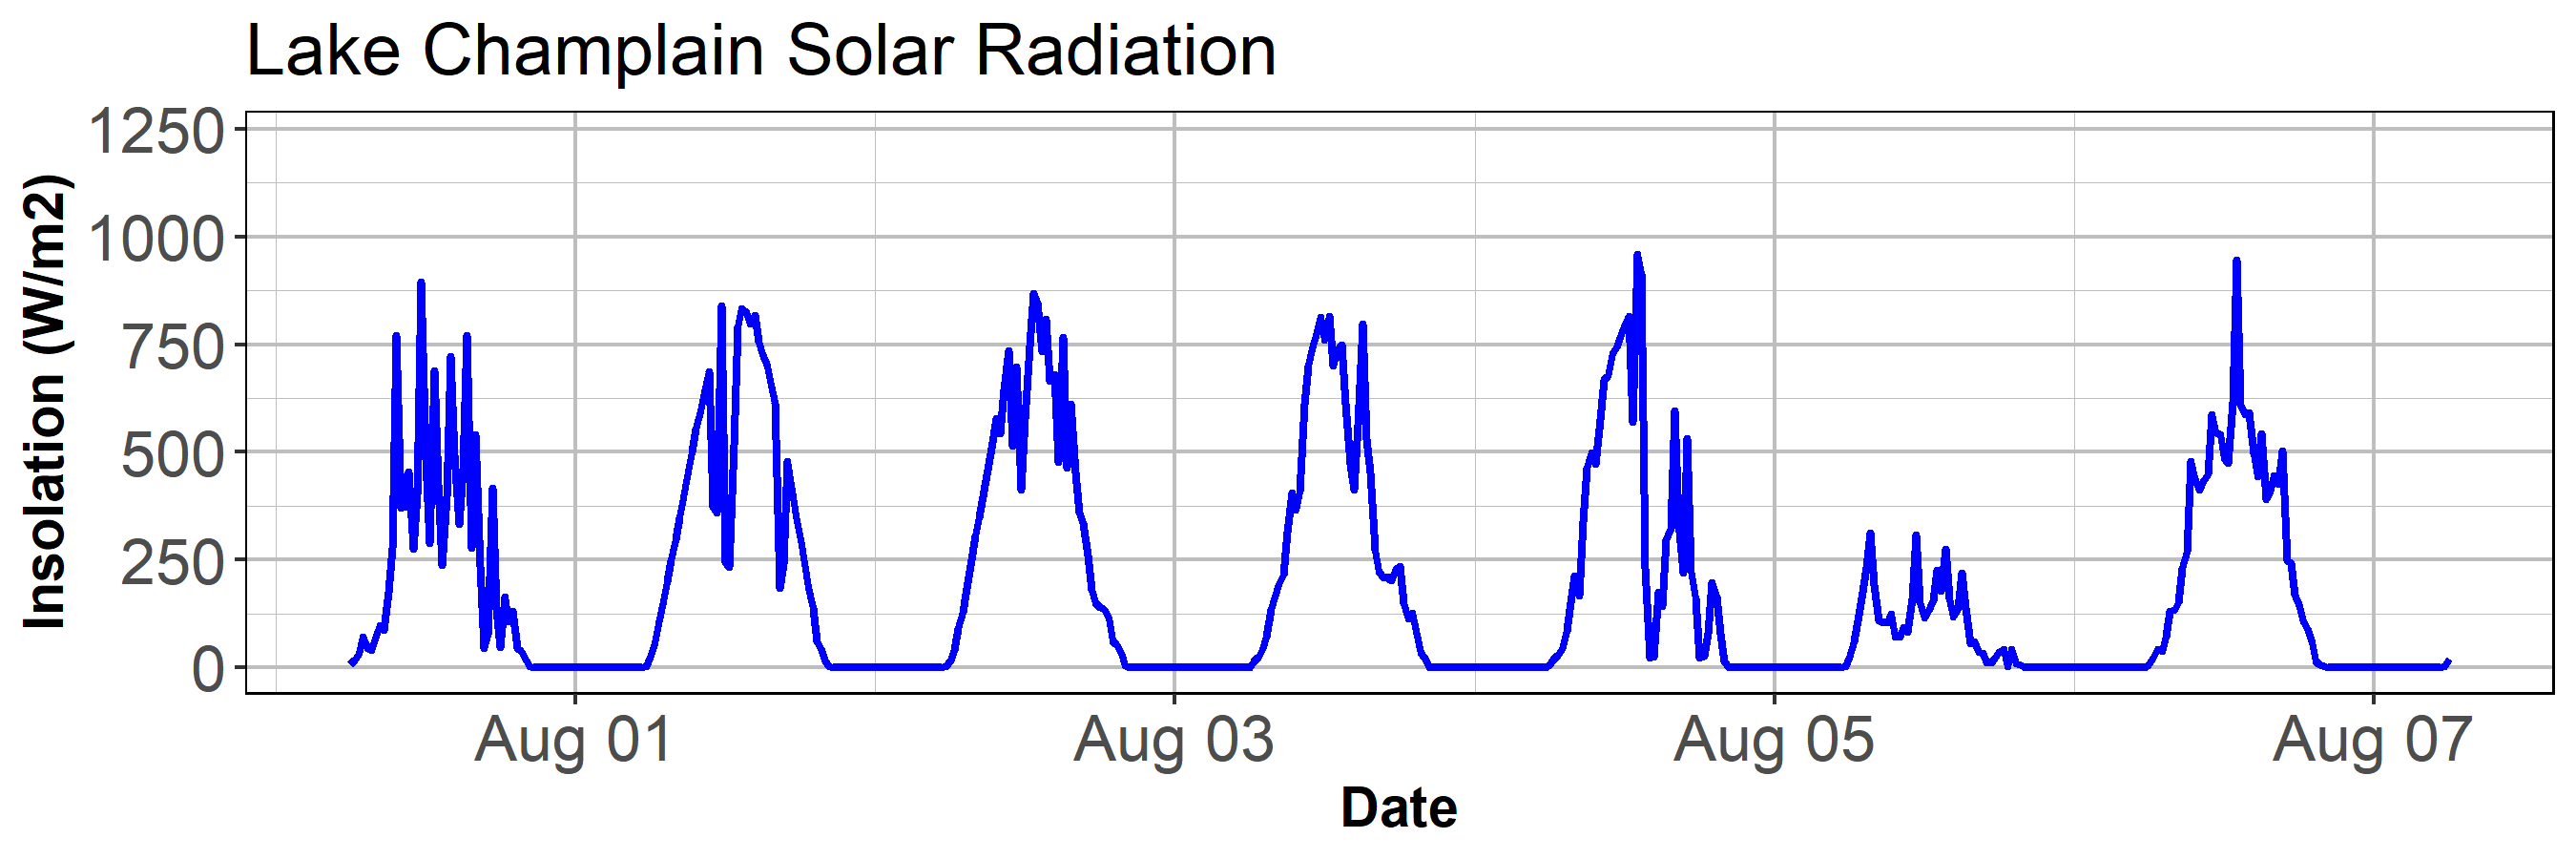 Lake Champlain Solar Radiation
Insolation (W/m2)
1250
1000
750
500
250
0
Aug 01 Aug 03 Aug 05 Aug 07
Date